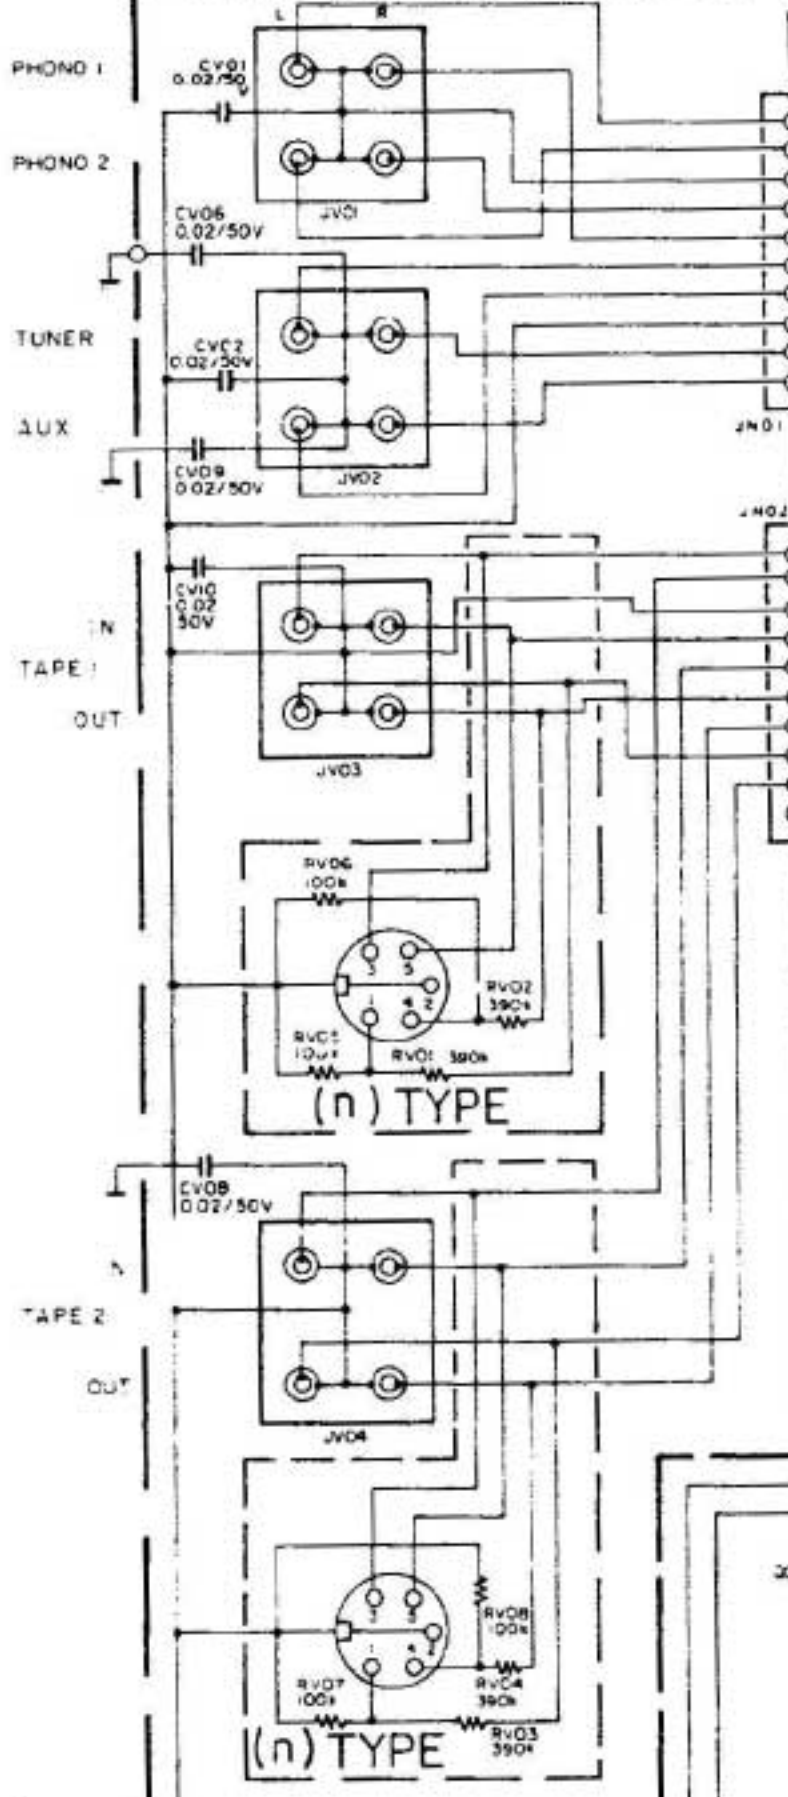 L R
PHONO 1
CV01
0.02/50
V
PHONO 2
JV01
CV06
0.02/50V
TUNER
CV02
0.02/50V
AUX
JN01
CV09
0.02/50V
JV02
CV10
0.02
50V
IN
TAPE 1
OUT
JV03
RV06
100k
3 5
2
1 4
RV02
390k
RV05
100k
RV01 390k
(n) TYPE
CV08
0.02/50V
TAPE 2
OUT
JV04
3 5
2
1 4
RV08
100k
RV07
100k
RV04
390k
RV03
390k
(n) TYPE